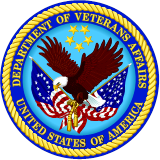 DEPARTMENT OF VETERANS AFFAIRS
UNITED STATES OF AMERICA